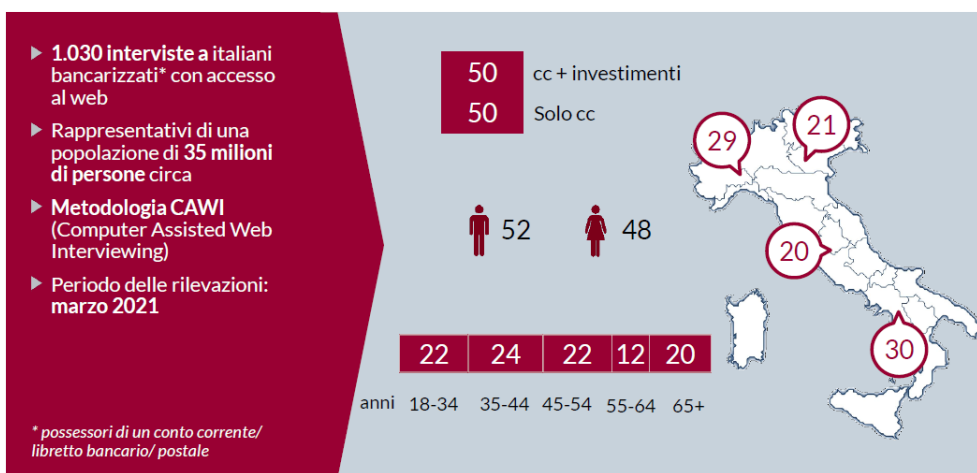 1.030 interviste a italiani
bancarizzati* con accesso
al web
Rappresentativi di una
popolazione di 35 milioni
di persone circa
Metodologia CAWI
(Computer Assisted Web
Interviewing)
Periodo delle rilevazioni:
marzo 2021
* possessori di un conto corrente/
libretto bancario/ postale
50 cc + investimenti
50 Solo cc
52 48
22 24 22 12 20
anni 18-34 35-44 45-54 55-64 65+
29
21
20
30